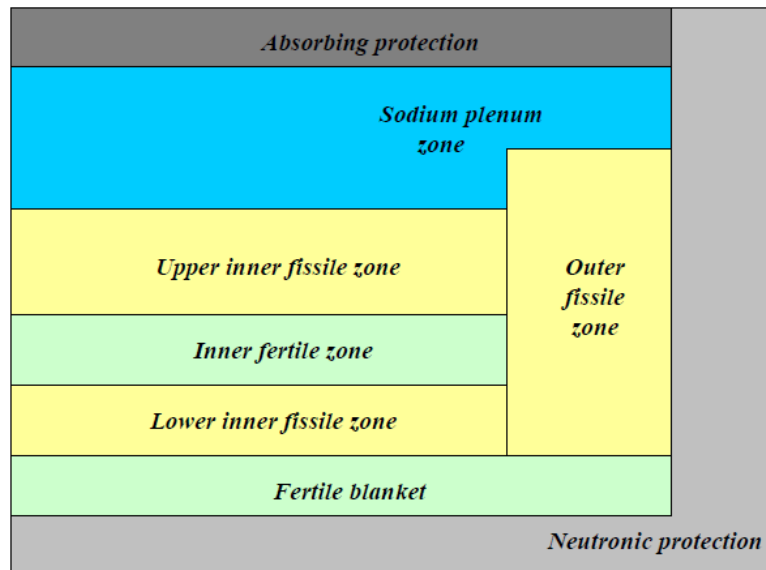 Absorbing protection
Sodium plenum
zone
Upper inner fissile zone
Outer
fissile
zone
Inner fertile zone
Lower inner fissile zone
Fertile blanket
Neutronic protection